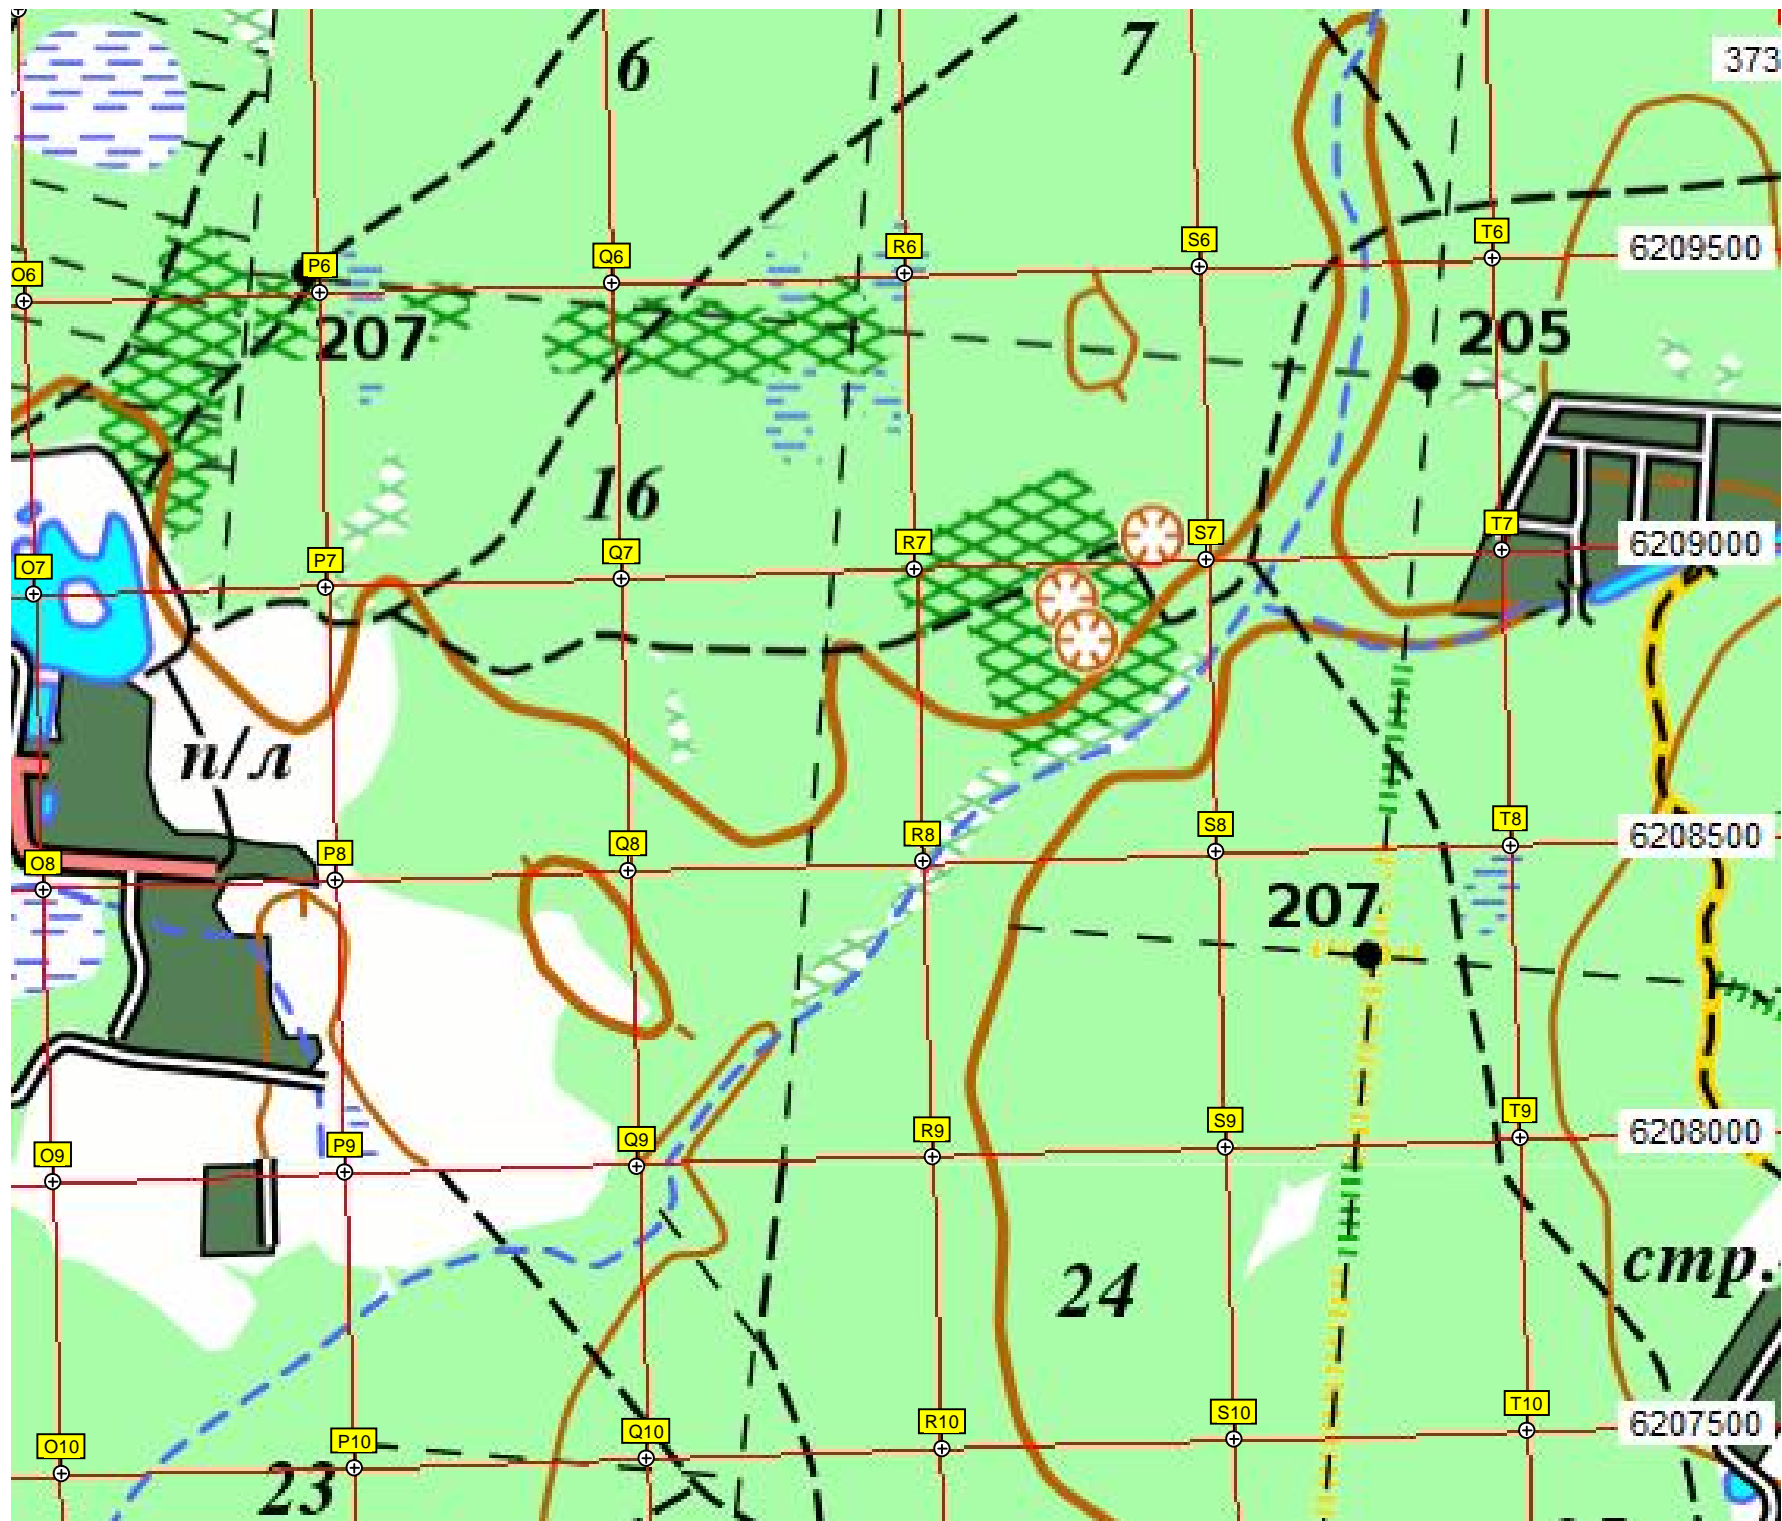 6
7
373
S6
T6
R6
6209500
Q6
P6
O6
207
205
16
T7
S7
6209000
R7
Q7
P7
O7
п/л
T8
S8
6208500
R8
Q8
P8
O8
207
T9
S9
6208000
R9
Q9
P9
O9
стр.
24
T10
S10
6207500
R10
Q10
P10
O10
23